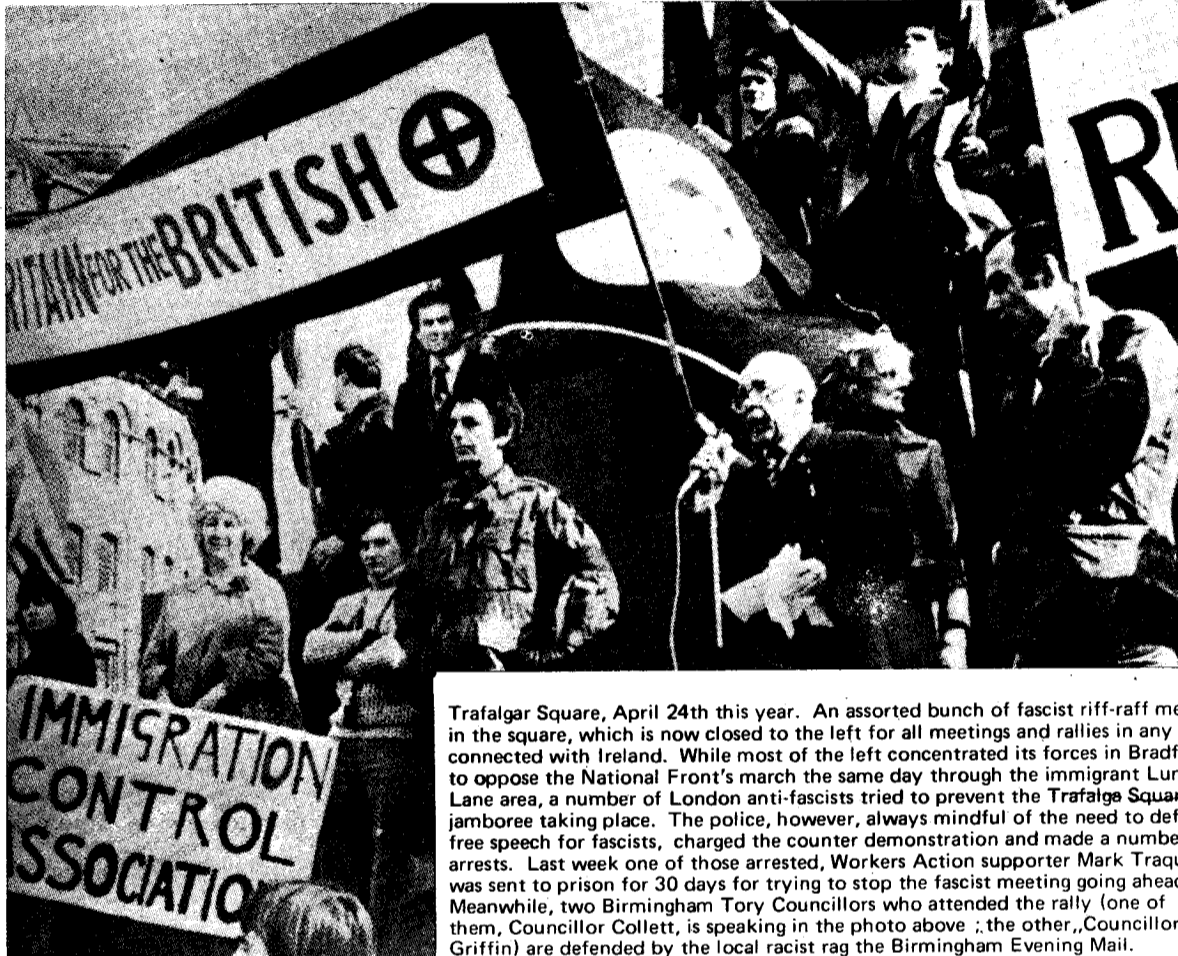 RITAIN FOR THE BRITISH
R
IMMIGRATION
CONTROL
SSOCIATIO
Trafalgar Square, April 24th this year. An assorted bunch of fascist riff-raff me
in the square, which is now closed to the left for all meetings and rallies in any
connected with Ireland. While most of the left concentrated its forces in Bradf
to oppose the National Front's march the same day through the immigrant Lum
Lane area, a number of London anti-fascists tried to prevent the Trafalga Squar
jamboree taking place. The police, however, always mindful of the need to def
free speech for fascists, charged the counter demonstration and made a number
arrests. Last week one of those arrested, Workers Action supporter Mark Traqu
was sent to prison for 30 days for trying to stop the fascist meeting going ahead
Meanwhile, two Birmingham Tory Councillors who attended the rally (one of
them, Councillor Collett, is speaking in the photo above ; the other,,Councillor
Griffin) are defended by the local racist rag the Birmingham Evening Mail.